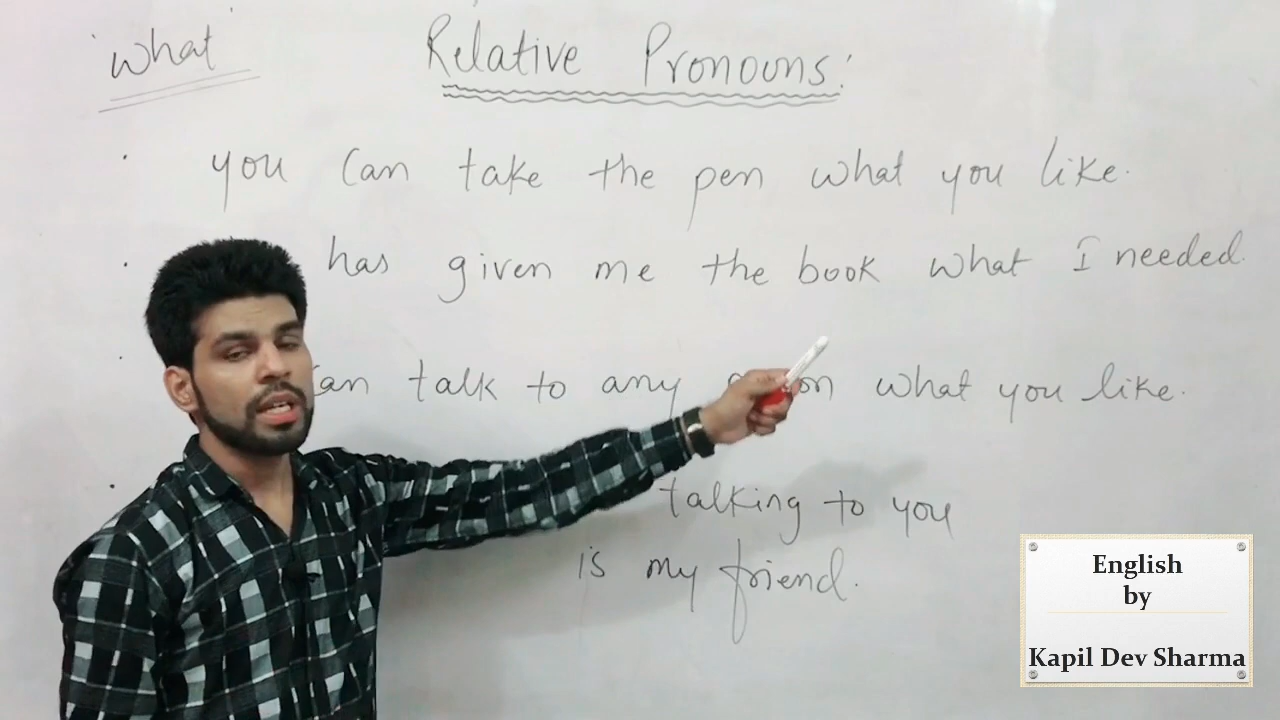 'what' Relative Pronouns:
you can take the pen what you like.
has given me the book what I needed.
can talk to any what you like.
talking to you
is my friend.
English
by
Kapil Dev Sharma